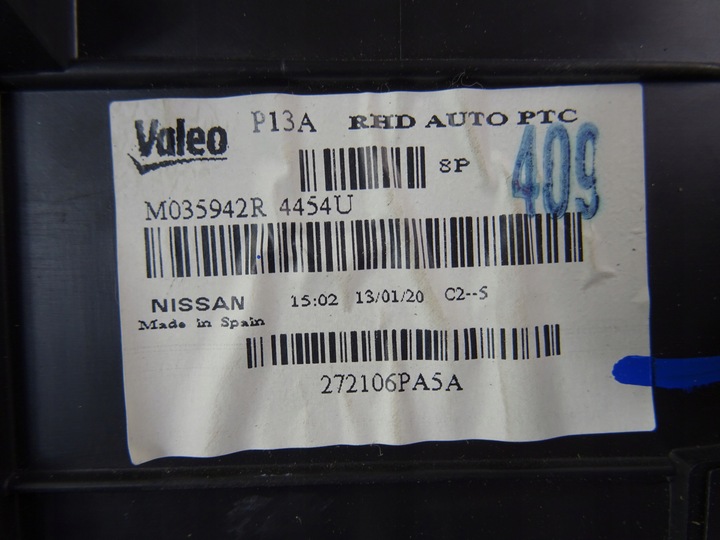 Valeo P13A RHD AUTO PTC
8P 409
M035942R 4454U
NISSAN 15:02 13/01/20 C2--5
Made in Spain
272106PA5A